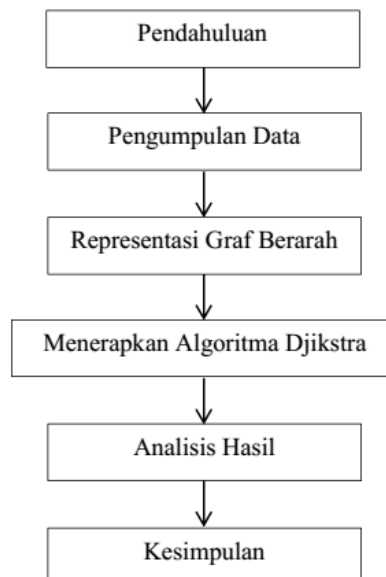 Pendahuluan
Pengumpulan Data
Representasi Graf Berarah
Menerapkan Algoritma Djikstra
Analisis Hasil
Kesimpulan